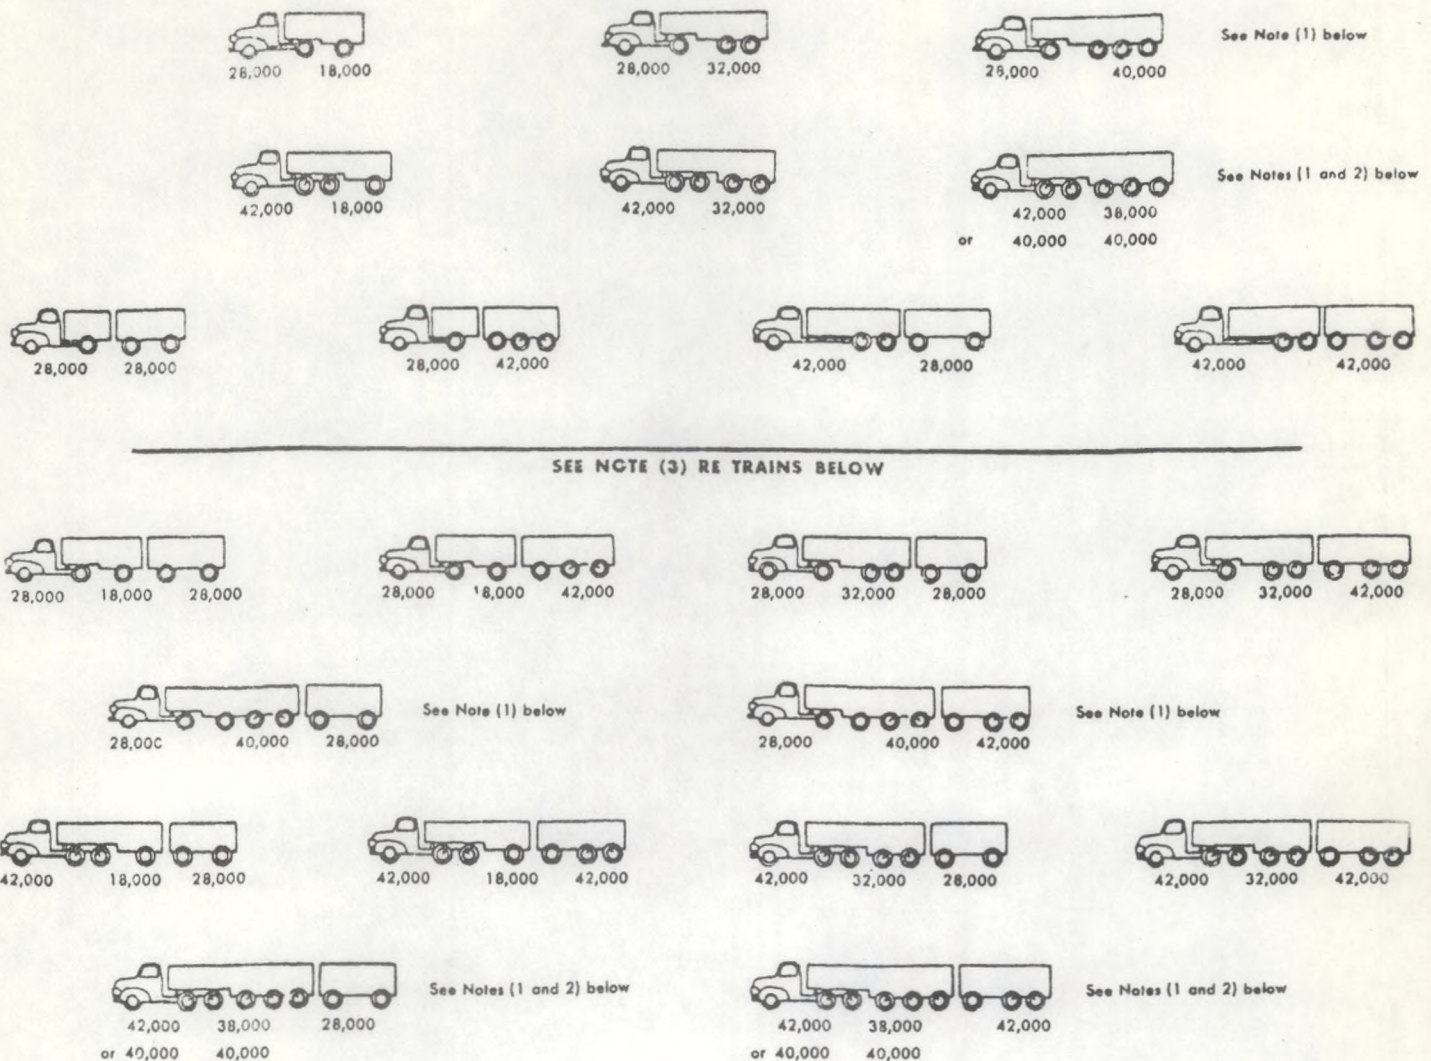 28,000 18,000 28,000 32,000 28,000 40,000 See Note (1) below
42,000 18,000 42,000 32,000 42,000 38,000 See Notes (1 and 2) below
or 40,000 40,000
28,000 28,000 28,000 42,000 42,000 28,000 42,000 42,000
SEE NOTE (3) RE TRAINS BELOW
28,000 18,000 28,000 28,000 18,000 42,000 28,000 32,000 28,000 28,000 32,000 42,000
28,000 40,000 28,000 See Note (1) below 28,000 40,000 42,000 See Note (1) below
42,000 18,000 28,000 42,000 18,000 42,000 42,000 32,000 28,000 42,000 32,000 42,000
42,000 38,000 28,000 See Notes (1 and 2) below 42,000 38,000 42,000 See Notes (1 and 2) below
or 40,000 40,000 or 40,000 40,000